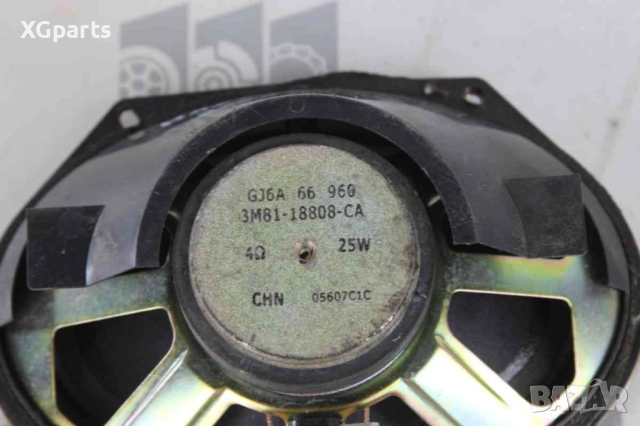 XGparts
GJ6A 66 960
3M81-18808-CA
4Ω 25W
CHN 05607C1C
BAZAR